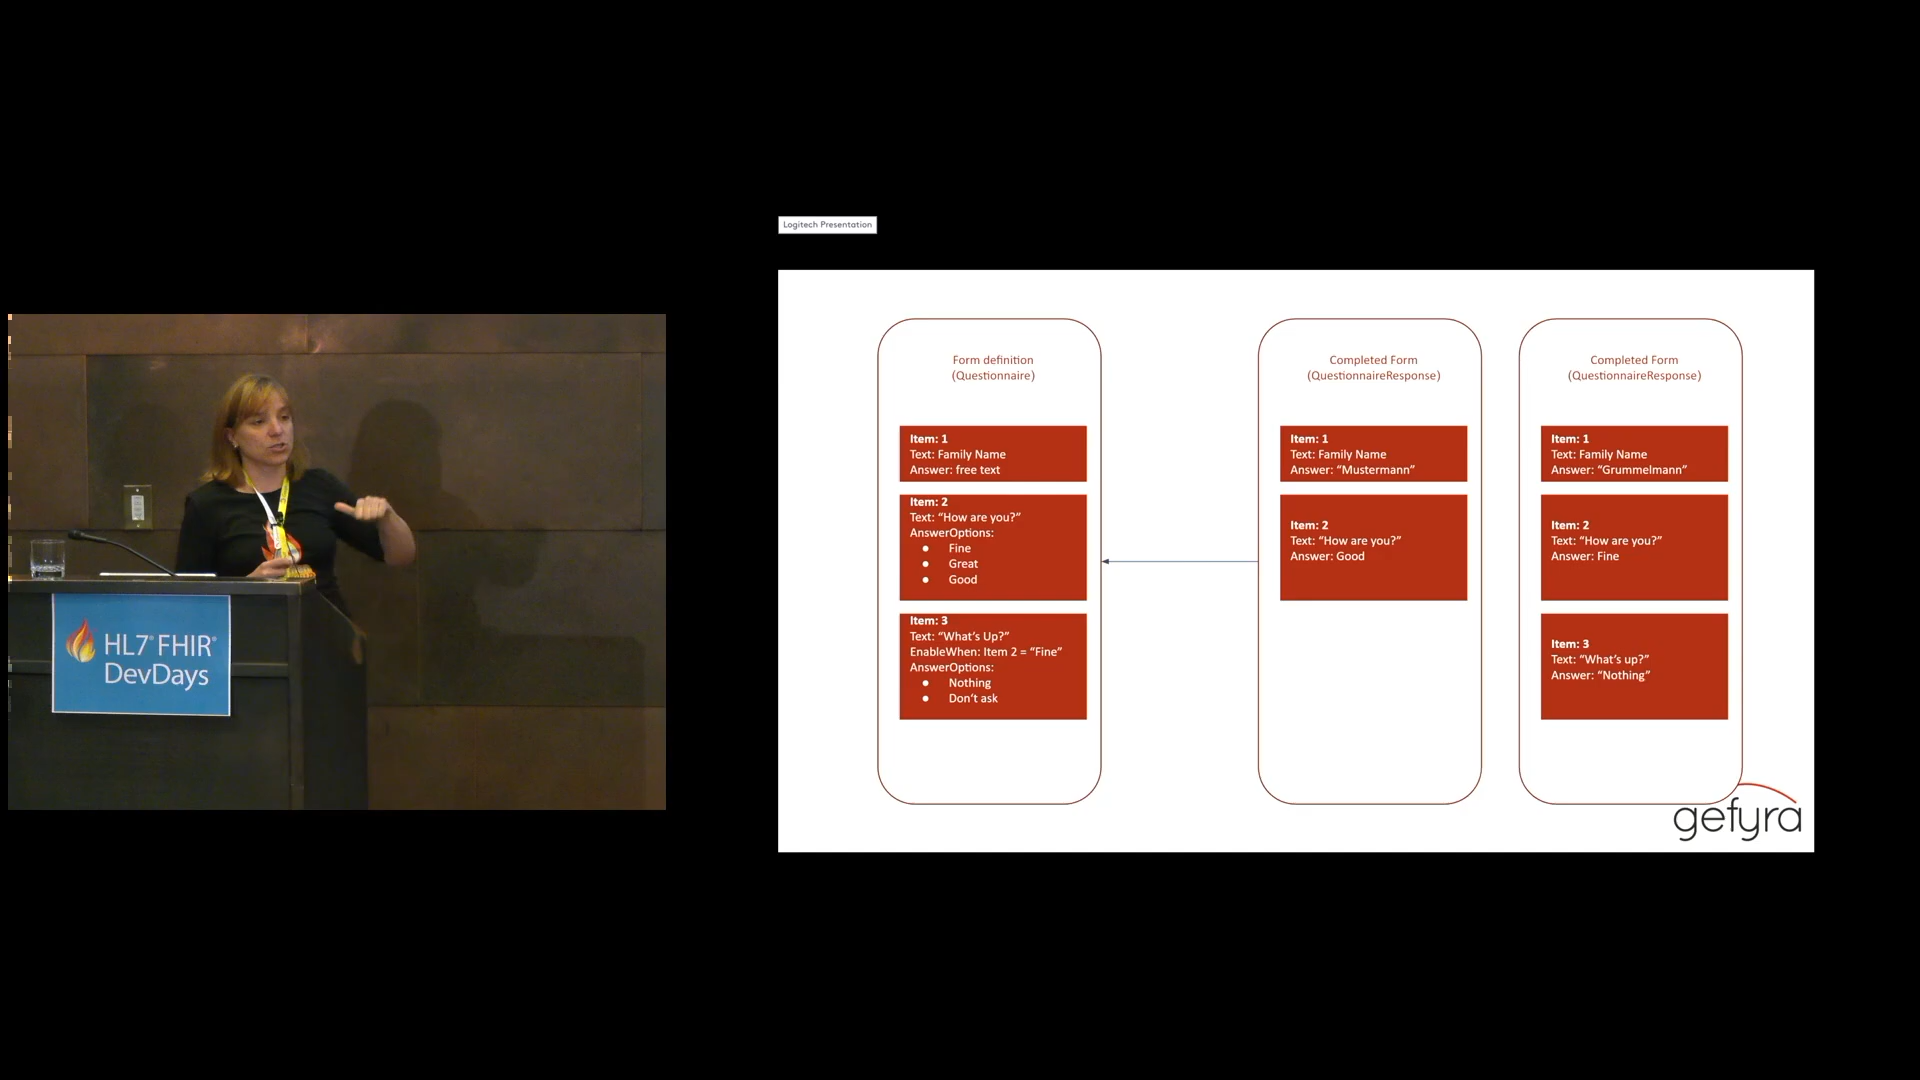 Logitech Presentation
HL7® FHIR®
DevDays
Form definition
(Questionnaire)
Item: 1
Text: Family Name
Answer: free text
Item: 2
Text: “How are you?”
AnswerOptions:
● Fine
● Great
● Good
Item: 3
Text: “What’s Up?”
EnableWhen: Item 2 = “Fine”
AnswerOptions:
● Nothing
● Don’t ask
Completed Form
(QuestionnaireResponse)
Item: 1
Text: Family Name
Answer: “Mustermann”
Item: 2
Text: “How are you?”
Answer: Good
Completed Form
(QuestionnaireResponse)
Item: 1
Text: Family Name
Answer: “Grummelmann”
Item: 2
Text: “How are you?”
Answer: Fine
Item: 3
Text: “What’s up?”
Answer: “Nothing”
gefyra